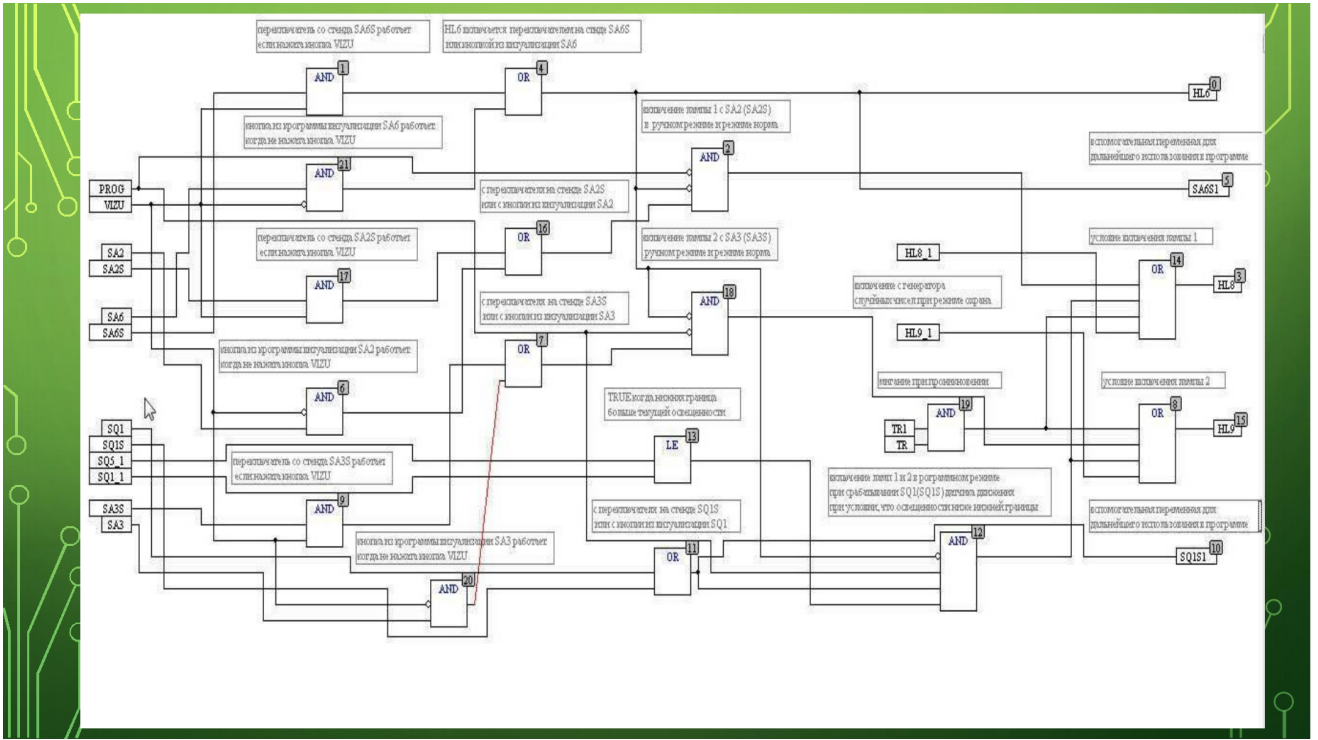 переключатель со стенда SA6S работает
если нажата кнопка VIZU
HL6 включается переключателем на стнде SA6S
или кнопкой из визуализации SA6
AND 1
OR 4
HL6 0
включение лампы 1 с SA2 (SA2S)
в ручном режиме и режиме норма
кнопка из программы визуализации SA6 работает
когда не нажата кнопка VIZU
вспомогательная переменная для
дальнейшего использования в программе
AND 2
AND 21
PROG
VIZU
с переключателя на стенде SA2S
или с кнопки из визуализации SA2
SA6S1 5
OR 16
переключатель со стенда SA2S работает
если нажата кнопка VIZU
включение лампы 2 с SA3 (SA3S)
ручном режиме и режиме норма
условие включения лампы 1
SA2
SA2S
HL8_1
OR 14
AND 17
включение с генератора
случайных чисел при режиме охрана
HL8 3
с переключателя на стенде SA3S
или с кнопки из визуализации SA3
AND 18
SA6
SA6S
HL9_1
OR 7
кнопка из программы визуализации SA2 работает
когда не нажата кнопка VIZU
мигание при проникновении
условие включения лампы 2
AND 6
TRUE когда нижняя граница
больше текущей освещенности
AND 19
OR 8
SQ1
SQ1S
SQ5_1
SQ1_1
TR1
TR
HL9 15
LE 13
переключатель со стенда SA3S работает
если нажата кнопка VIZU
включение ламп 1 и 2 в рограммном режиме
при срабатывании SQ1(SQ1S) датчика движения
при условии, что освещенности ниже нижней границы
AND 9
SA3S
SA3
с переключателя на стенде SQ1S
или с кнопки из визуализации SQ1
вспомогательная переменная для
дальнейшего использования в программе
кнопка из программы визуализации SA3 работает
когда не нажата кнопка VIZU
AND 12
OR 11
SQ1S1 10
AND 20